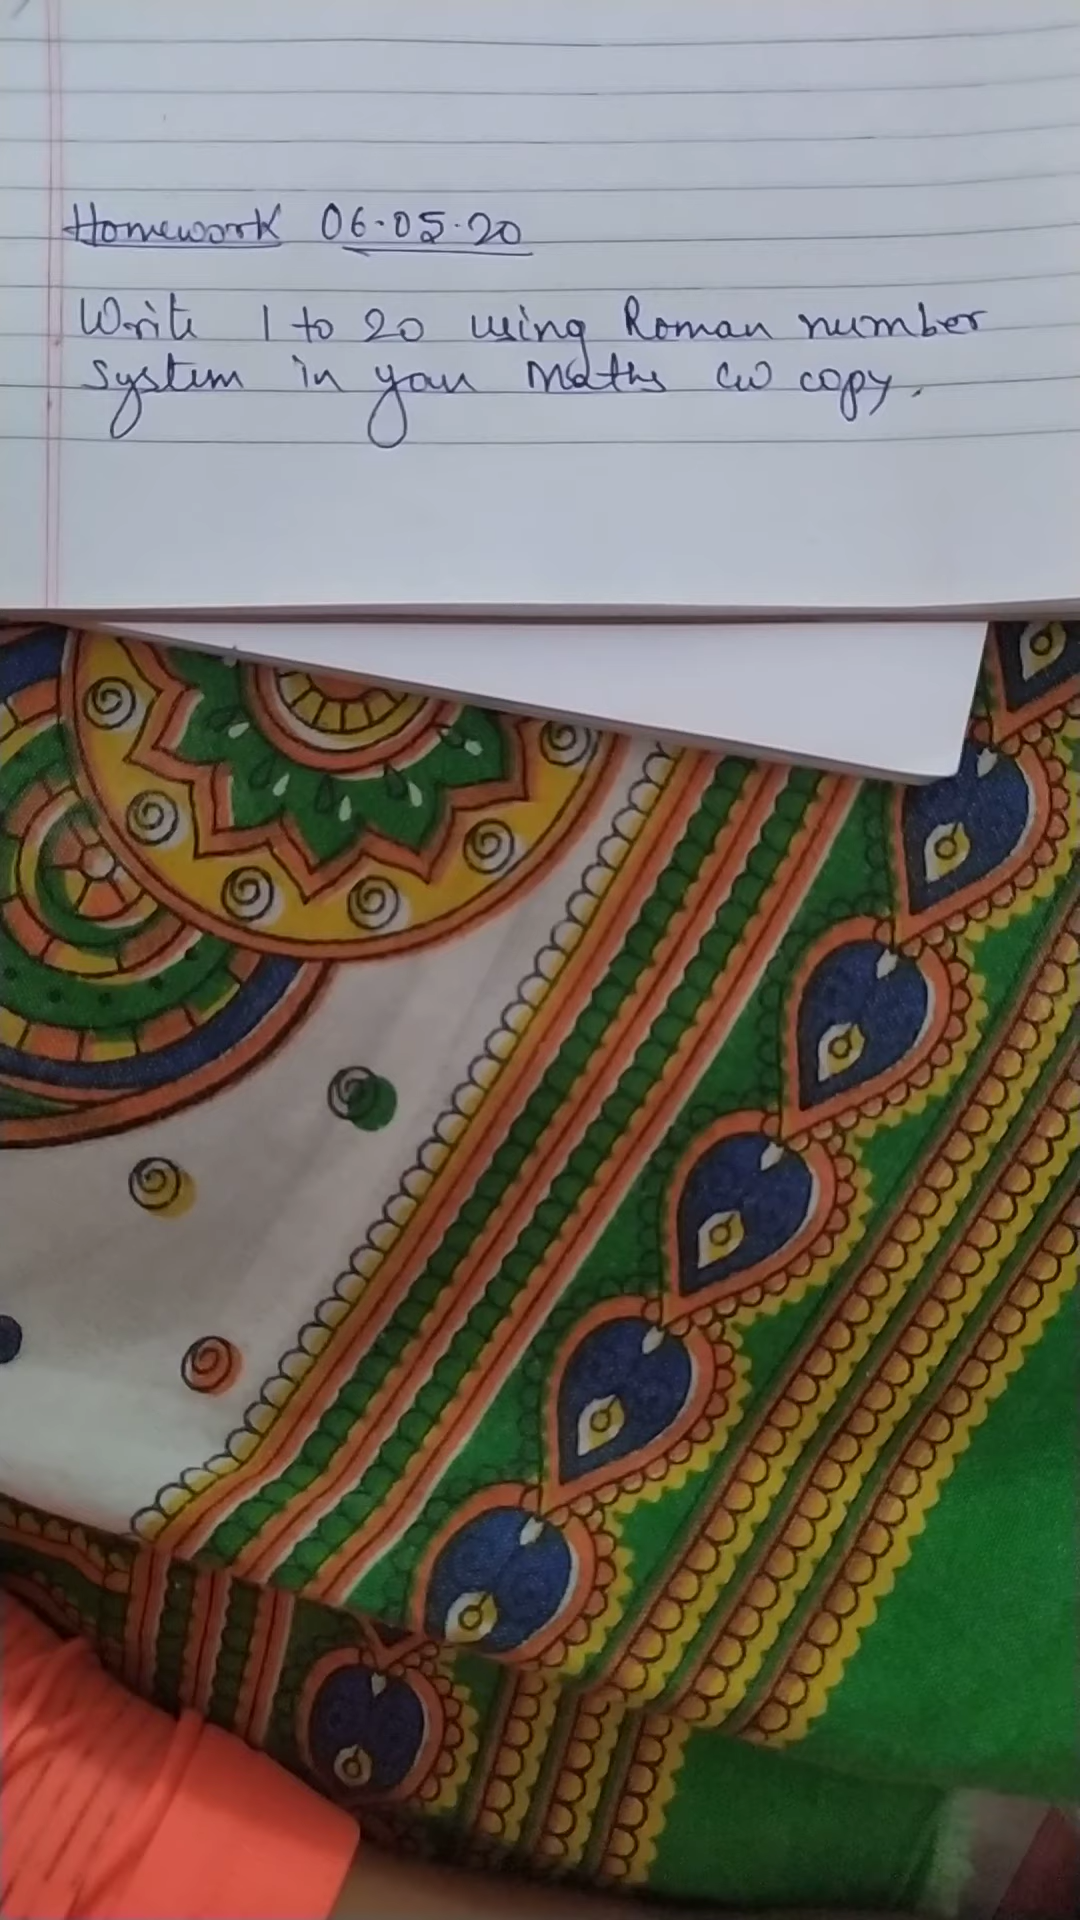 Homework 06.05.20
Write 1 to 20 using Roman number
system in your Maths cw copy.